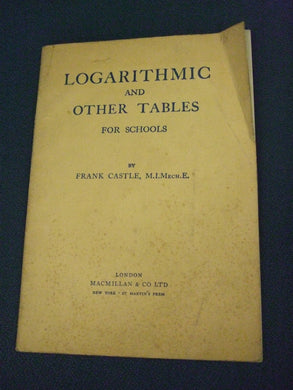 LOGARITHMIC
AND
OTHER TABLES
FOR SCHOOLS
BY
FRANK CASTLE, M.I.MECH.E.
LONDON
MACMILLAN & CO LTD
NEW YORK · ST MARTIN'S PRESS